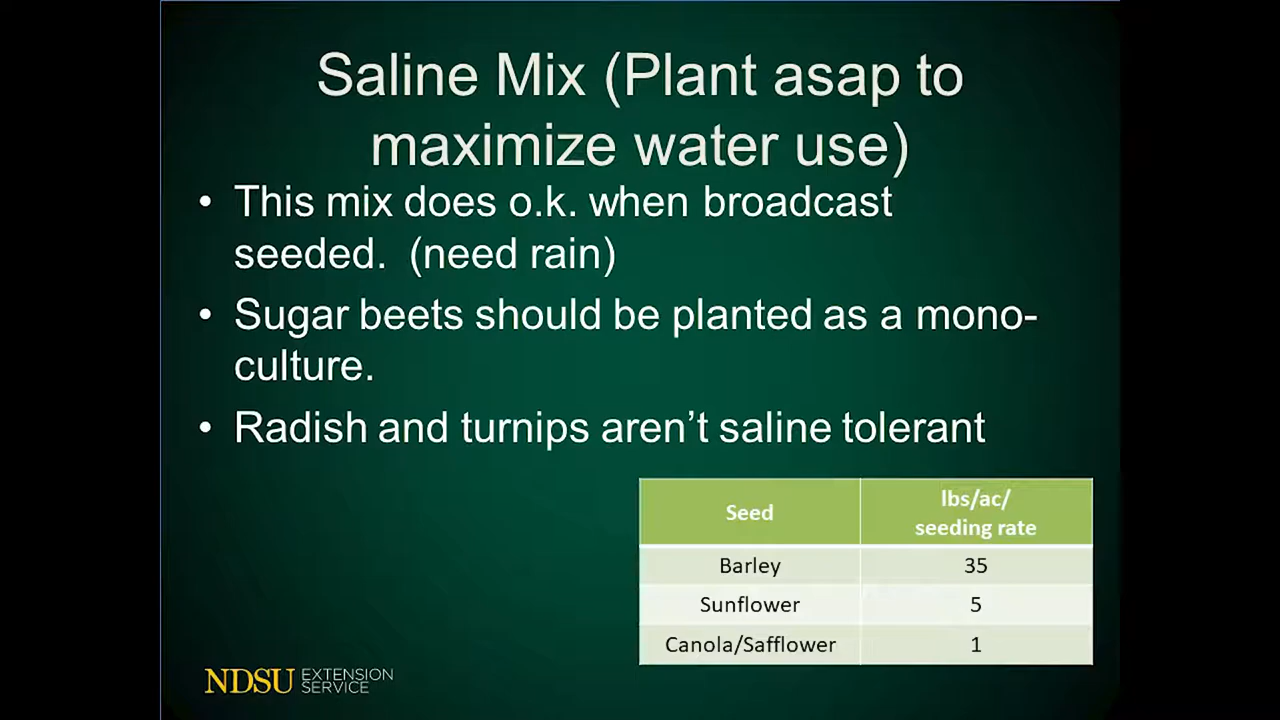 Saline Mix (Plant asap to
maximize water use)
• This mix does o.k. when broadcast
seeded.  (need rain)
• Sugar beets should be planted as a mono-
culture.
• Radish and turnips aren’t saline tolerant
Seed lbs/ac/
seeding rate
Barley 35
Sunflower 5
Canola/Safflower 1
NDSU EXTENSION
SERVICE